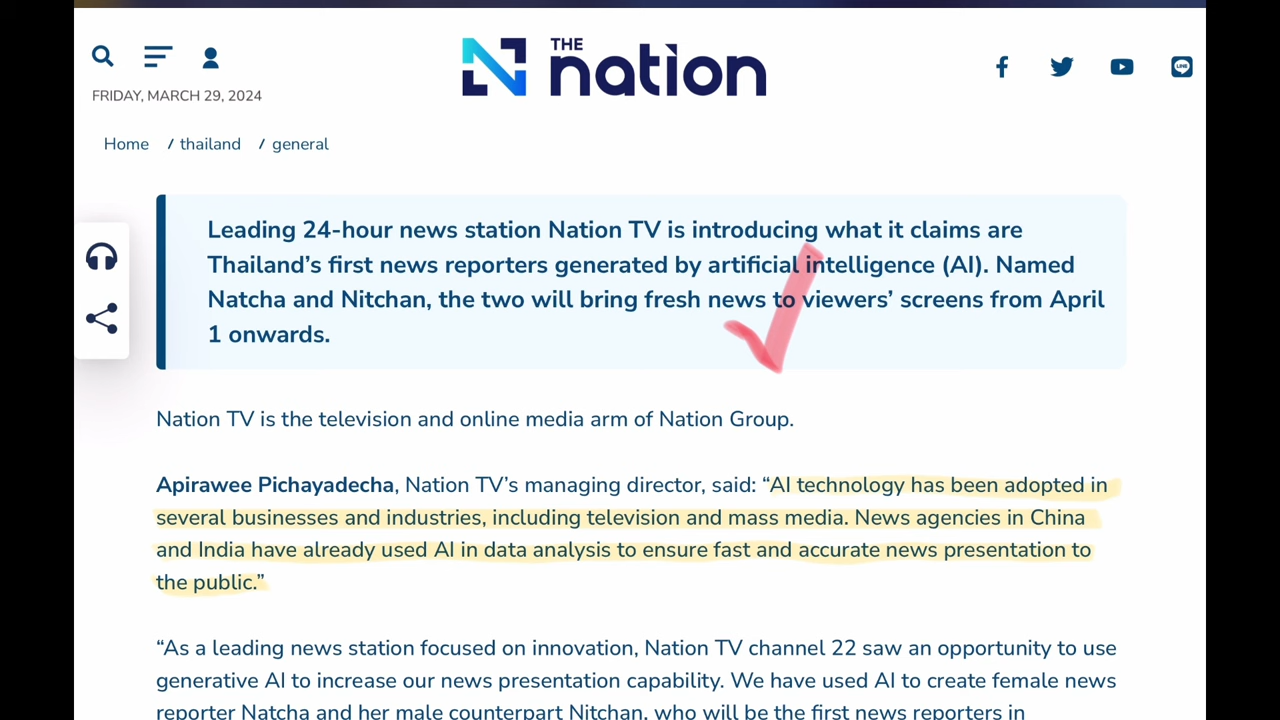 THE
nation
FRIDAY, MARCH 29, 2024
Home / thailand / general
Leading 24-hour news station Nation TV is introducing what it claims are
Thailand’s first news reporters generated by artificial intelligence (AI). Named
Natcha and Nitchan, the two will bring fresh news to viewers’ screens from April
1 onwards.
Nation TV is the television and online media arm of Nation Group.
Apirawee Pichayadecha, Nation TV’s managing director, said: “AI technology has been adopted in
several businesses and industries, including television and mass media. News agencies in China
and India have already used AI in data analysis to ensure fast and accurate news presentation to
the public.”
“As a leading news station focused on innovation, Nation TV channel 22 saw an opportunity to use
generative AI to increase our news presentation capability. We have used AI to create female news
reporter Natcha and her male counterpart Nitchan, who will be the first news reporters in